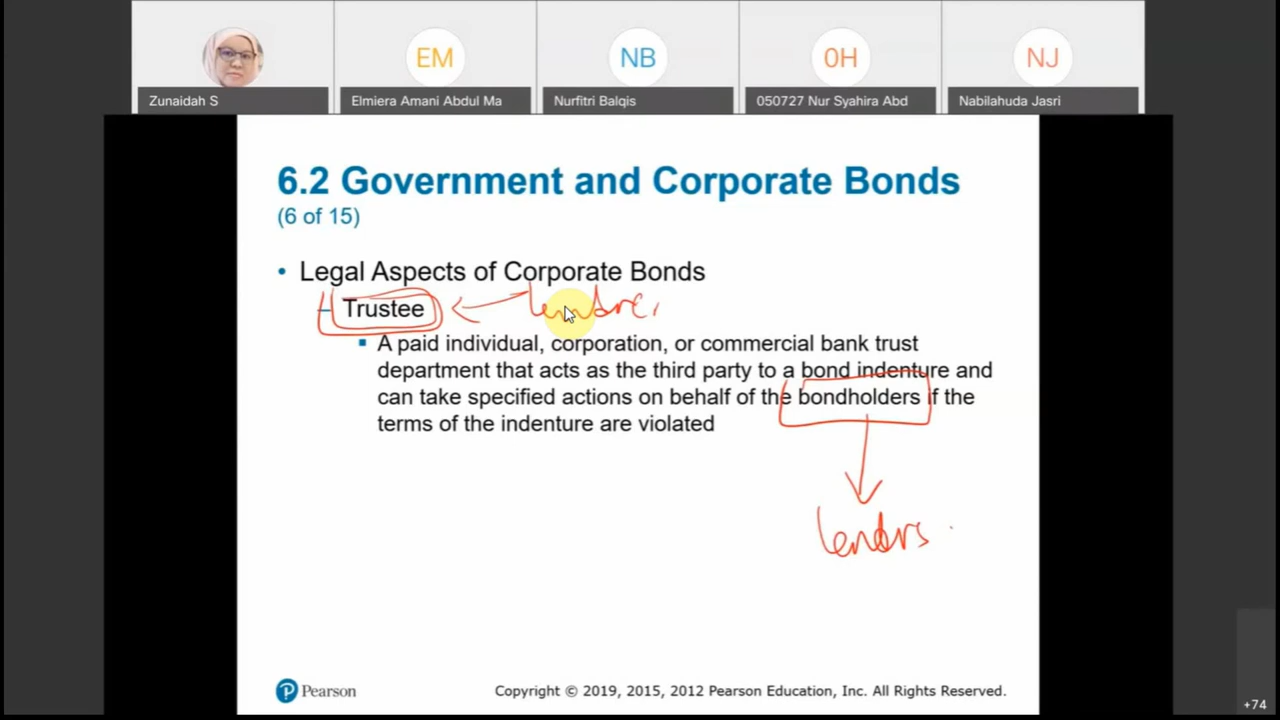 EM
NB
0H
NJ
Zunaidah S
Elmiera Amani Abdul Ma
Nurfitri Balqis
050727 Nur Syahira Abd
Nabilahuda Jasri
6.2 Government and Corporate Bonds
(6 of 15)
• Legal Aspects of Corporate Bonds
– Trustee
▪ A paid individual, corporation, or commercial bank trust
department that acts as the third party to a bond indenture and
can take specified actions on behalf of the bondholders if the
terms of the indenture are violated
lendrs
P Pearson
Copyright © 2019, 2015, 2012 Pearson Education, Inc. All Rights Reserved.
+74